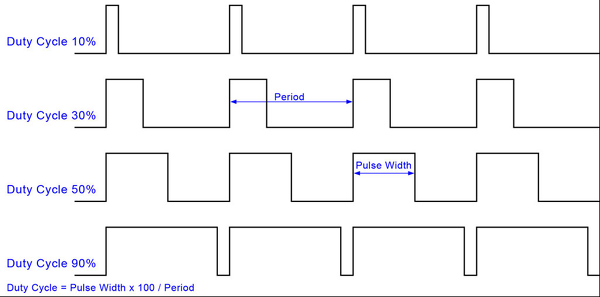 Duty Cycle 10%
Duty Cycle 30%
Period
Duty Cycle 50%
Pulse Width
Duty Cycle 90%
Duty Cycle = Pulse Width x 100 / Period